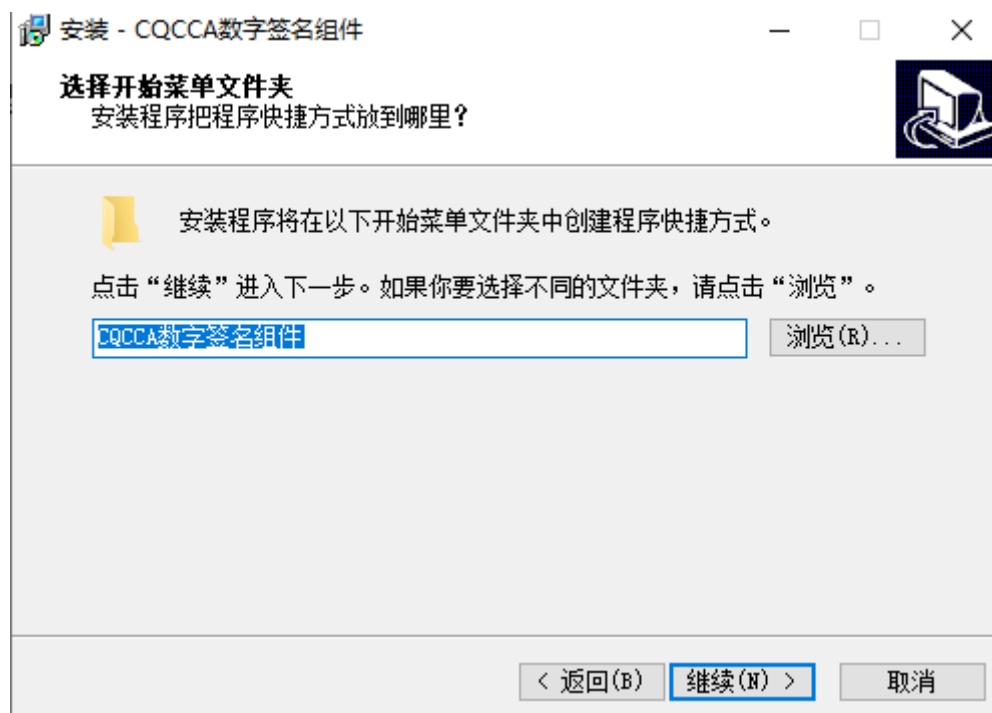 安装 - CQCCA数字签名组件
选择开始菜单文件夹
安装程序把程序快捷方式放到哪里?
安装程序将在以下开始菜单文件夹中创建程序快捷方式。
点击“继续”进入下一步。如果你要选择不同的文件夹，请点击“浏览”。
CQCCA数字签名组件
浏览(R)...
< 返回(B)
继续(N) >
取消